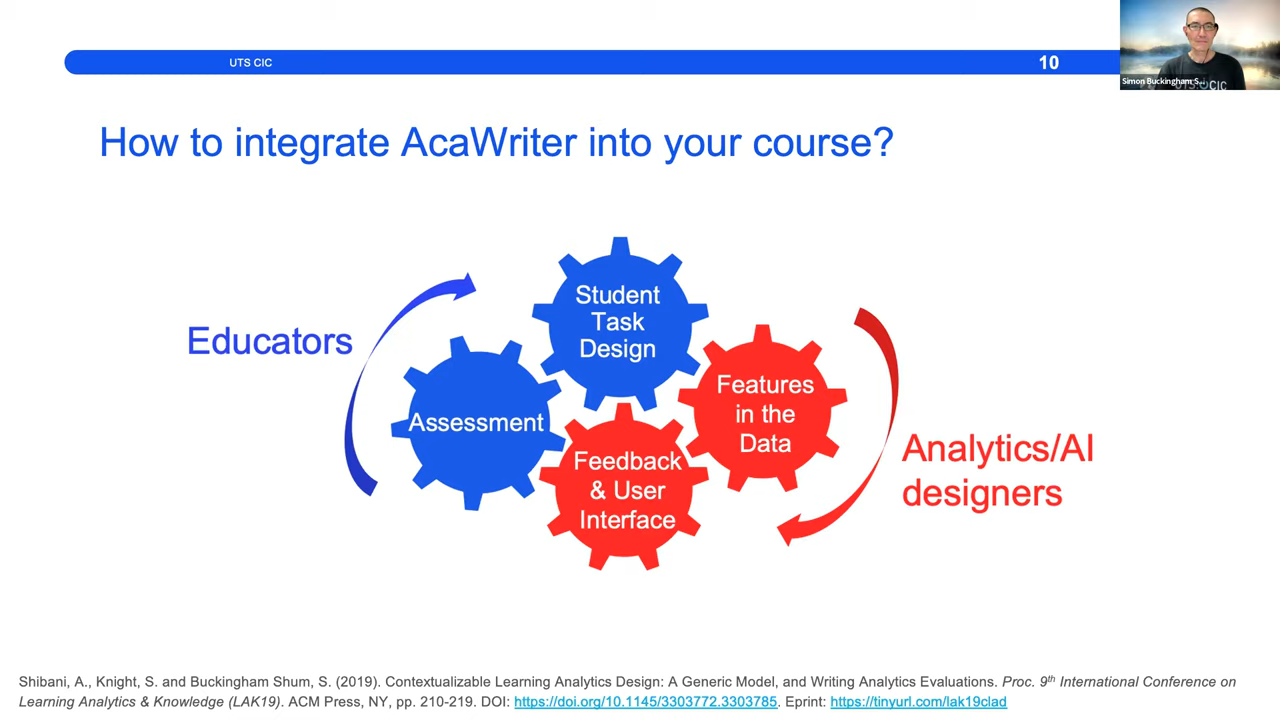 UTS CIC
10
Simon Buckingham S...
UTS CIC
How to integrate AcaWriter into your course?
Educators
Student
Task
Design
Assessment
Features
in the
Data
Feedback
& User
Interface
Analytics/AI
designers
Shibani, A., Knight, S. and Buckingham Shum, S. (2019). Contextualizable Learning Analytics Design: A Generic Model, and Writing Analytics Evaluations. Proc. 9th International Conference on
Learning Analytics & Knowledge (LAK19). ACM Press, NY, pp. 210-219. DOI: https://doi.org/10.1145/3303772.3303785. Eprint: https://tinyurl.com/lak19clad